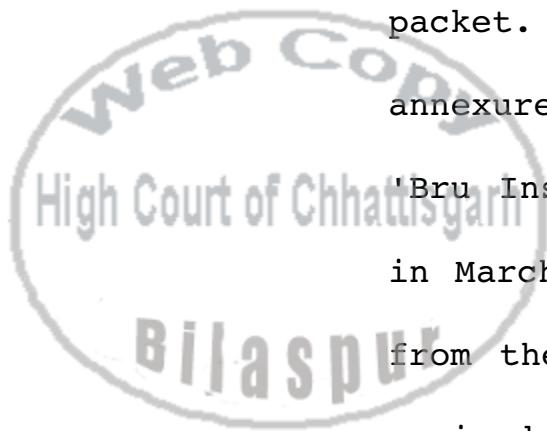 packet.
annexure
'Bru Ins
in March
from the
Web Copy
High Court of Chhattisgarh
Bilaspur